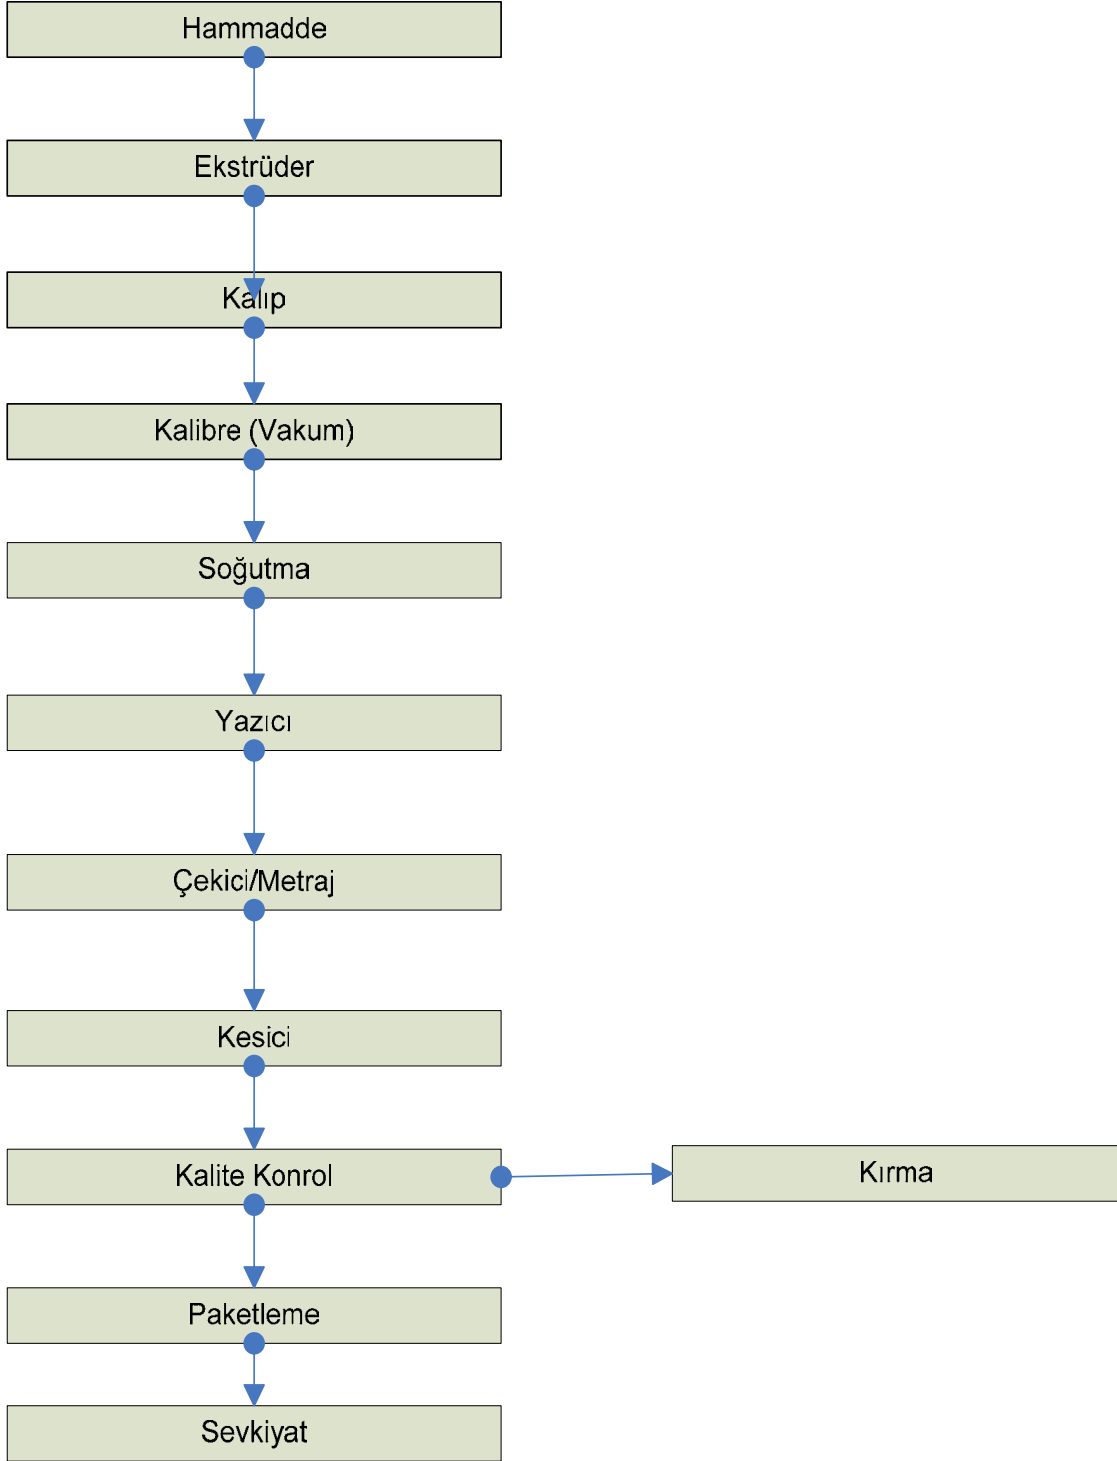 Hammadde
Ekstrüder
Kalıp
Kalibre (Vakum)
Soğutma
Yazıcı
Çekici/Metraj
Kesici
Kalite Konrol
Kırma
Paketleme
Sevkiyat